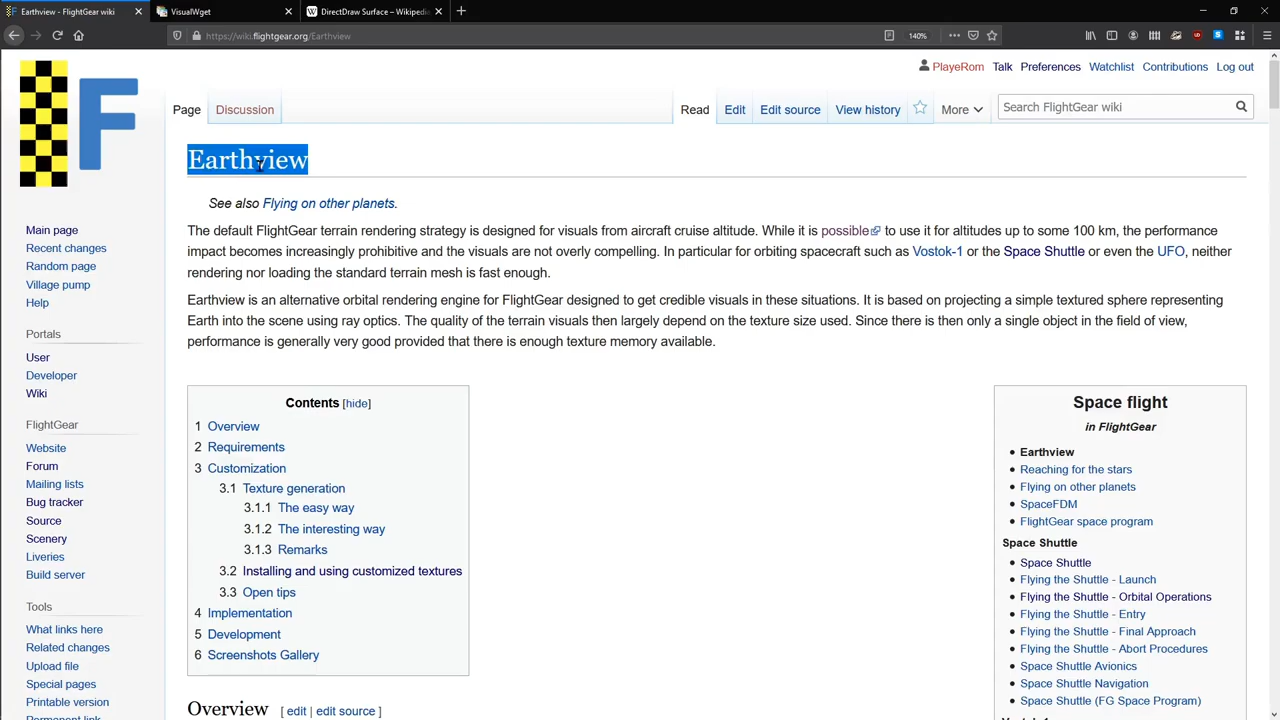 Earthview - FlightGear wiki
VisualWget
DirectDraw Surface – Wikipedia
https://wiki.flightgear.org/Earthview
140%
PlayeRom Talk Preferences Watchlist Contributions Log out
Page Discussion Read Edit Edit source View history More Search FlightGear wiki
F
Earthview
See also Flying on other planets.
The default FlightGear terrain rendering strategy is designed for visuals from aircraft cruise altitude. While it is possible to use it for altitudes up to some 100 km, the performance
impact becomes increasingly prohibitive and the visuals are not overly compelling. In particular for orbiting spacecraft such as Vostok-1 or the Space Shuttle or even the UFO, neither
rendering nor loading the standard terrain mesh is fast enough.
Earthview is an alternative orbital rendering engine for FlightGear designed to get credible visuals in these situations. It is based on projecting a simple textured sphere representing
Earth into the scene using ray optics. The quality of the terrain visuals then largely depend on the texture size used. Since there is then only a single object in the field of view,
performance is generally very good provided that there is enough texture memory available.
Main page
Recent changes
Random page
Village pump
Help
Portals
User
Developer
Wiki
FlightGear
Website
Forum
Mailing lists
Bug tracker
Source
Scenery
Liveries
Build server
Tools
What links here
Related changes
Upload file
Special pages
Printable version
Permanent link
Contents [hide]
1 Overview
2 Requirements
3 Customization
3.1 Texture generation
3.1.1 The easy way
3.1.2 The interesting way
3.1.3 Remarks
3.2 Installing and using customized textures
3.3 Open tips
4 Implementation
5 Development
6 Screenshots Gallery
Overview [ edit | edit source ]
Space flight
in FlightGear
• Earthview
• Reaching for the stars
• Flying on other planets
• SpaceFDM
• FlightGear space program
Space Shuttle
• Space Shuttle
• Flying the Shuttle - Launch
• Flying the Shuttle - Orbital Operations
• Flying the Shuttle - Entry
• Flying the Shuttle - Final Approach
• Flying the Shuttle - Abort Procedures
• Space Shuttle Avionics
• Space Shuttle Navigation
• Space Shuttle (FG Space Program)